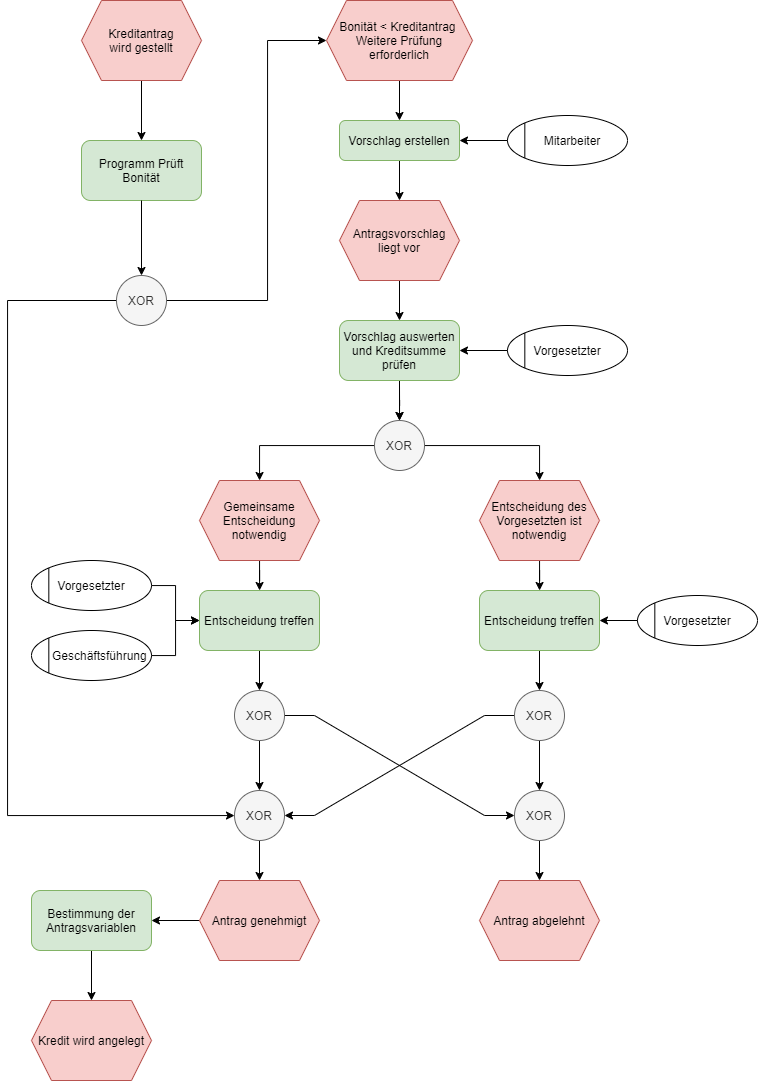 Kreditantrag
wird gestellt
Bonität < Kreditantrag
Weitere Prüfung
erforderlich
Programm Prüft
Bonität
Vorschlag erstellen
Mitarbeiter
Antragsvorschlag
liegt vor
XOR
Vorschlag auswerten
und Kreditsumme
prüfen
Vorgesetzter
XOR
Gemeinsame
Entscheidung
notwendig
Entscheidung des
Vorgesetzten ist
notwendig
Vorgesetzter
Geschäftsführung
Entscheidung treffen
Entscheidung treffen
Vorgesetzter
XOR
XOR
XOR
XOR
Bestimmung der
Antragsvariablen
Antrag genehmigt
Antrag abgelehnt
Kredit wird angelegt